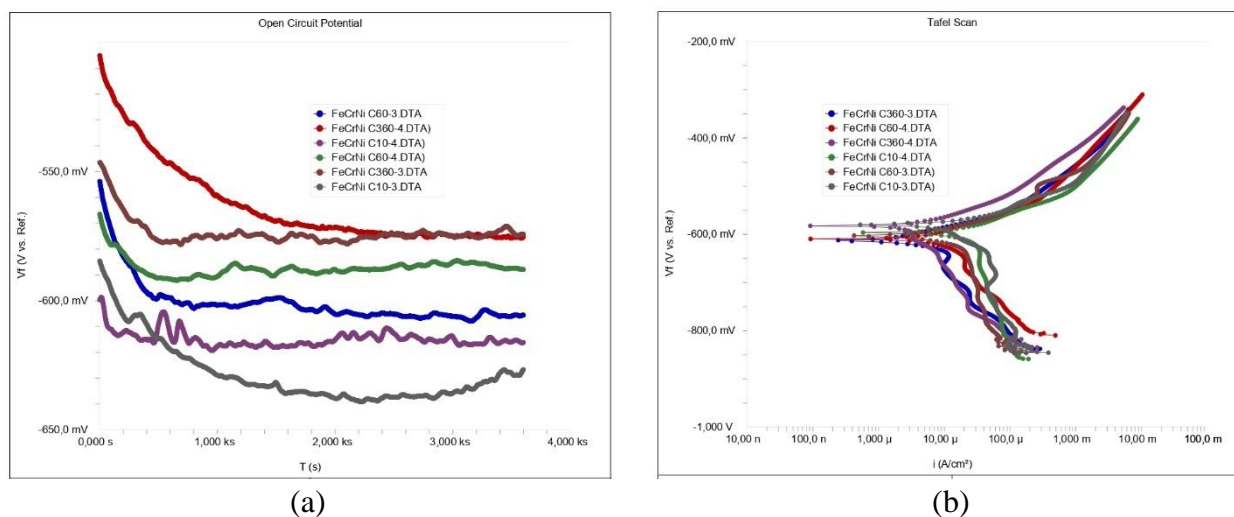 Open Circuit Potential
-550,0 mV
-600,0 mV
-650,0 mV
Vf (V vs. Ref.)
FeCrNi C60-3.DTA
FeCrNi C360-4.DTA)
FeCrNi C10-4.DTA)
FeCrNi C60-4.DTA)
FeCrNi C360-3.DTA
FeCrNi C10-3.DTA
0,000 s
1,000 ks
2,000 ks
3,000 ks
4,000 ks
T (s)
(a)
Tafel Scan
-200,0 mV
-400,0 mV
-600,0 mV
-800,0 mV
-1,000 V
Vf (V vs. Ref.)
FeCrNi C360-3.DTA
FeCrNi C60-4.DTA
FeCrNi C360-4.DTA
FeCrNi C10-4.DTA
FeCrNi C60-3.DTA)
FeCrNi C10-3.DTA)
10,00 n
100,0 n
1,000 µ
10,00 µ
100,0 µ
1,000 m
10,00 m
100,0 m
i (A/cm²)
(b)